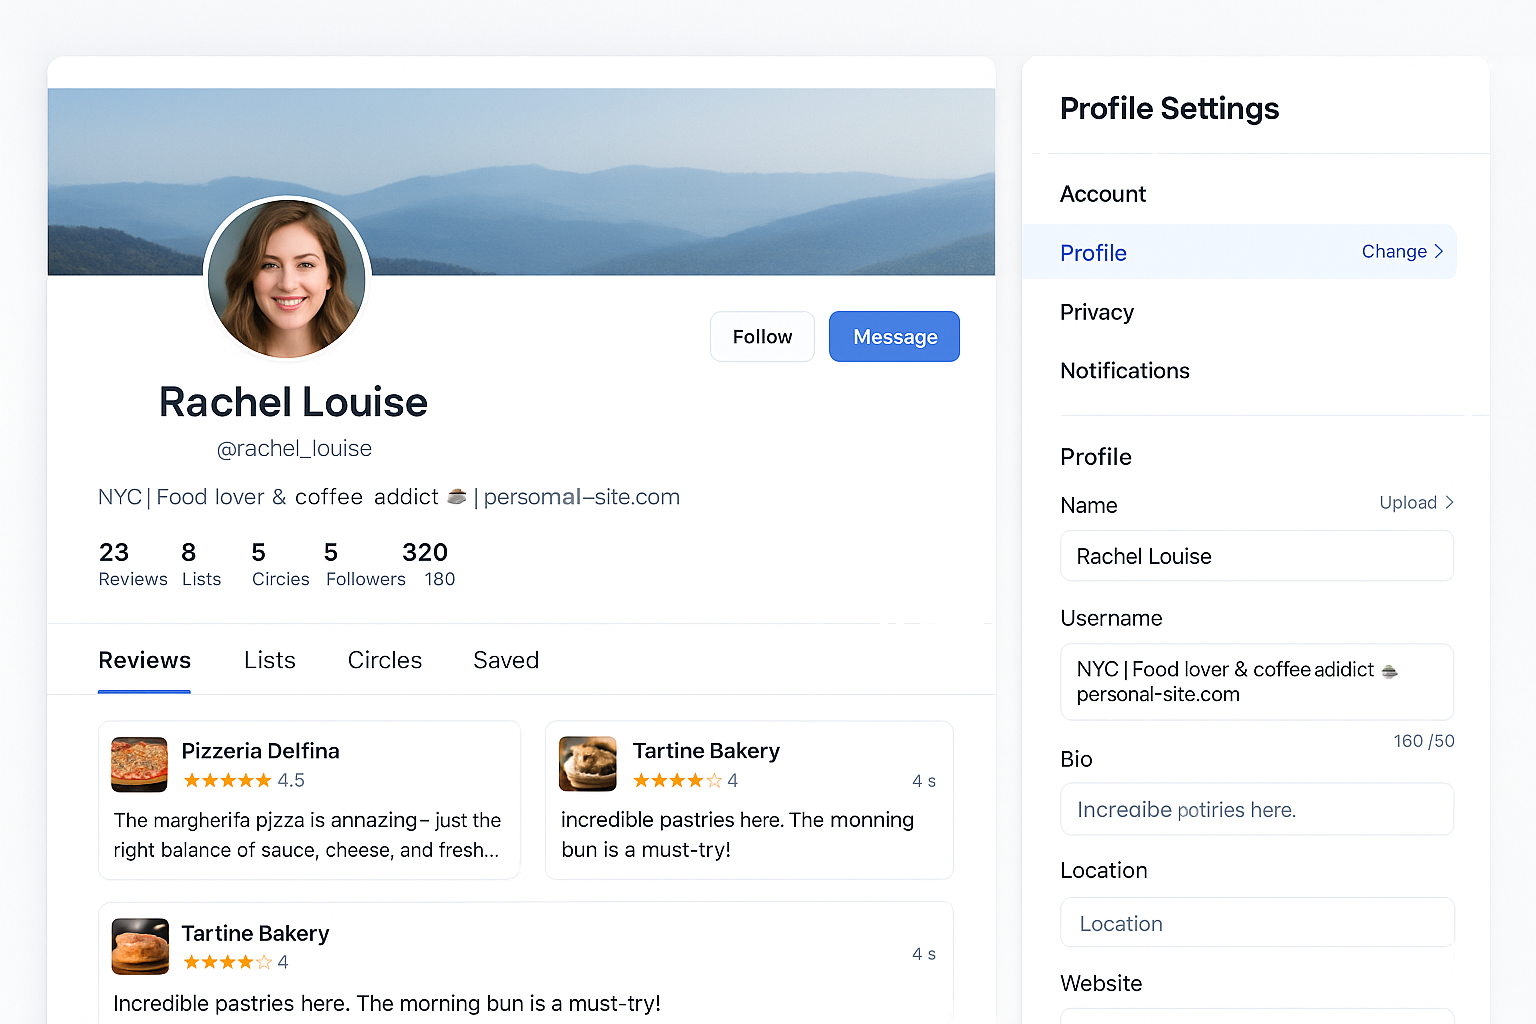 Rachel Louise
@rachel_louise
Follow
Message
NYC | Food lover & coffee addict ☕ | persomal–site.com
23 8 5 5 320
Reviews Lists Circies Followers 180
Reviews Lists Circles Saved
Pizzeria Delfina
★★★★★ 4.5
The margherifa pjzza is annazing– just the
right balance of sauce, cheese, and fresh...
Tartine Bakery
★★★★☆ 4
4 s
incredible pastries here. The monning
bun is a must-try!
Tartine Bakery
★★★★☆ 4
4 s
Incredible pastries here. The morning bun is a must-try!
Profile Settings
Account
Profile
Change >
Privacy
Notifications
Profile
Name
Upload >
Rachel Louise
Username
NYC | Food lover & coffee adidict ☕
personal-site.com
160 /50
Bio
Increaibe potiries here.
Location
Location
Website